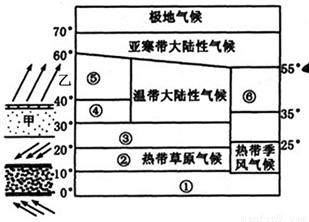 极地气候
70°
亚寒带大陆性气候
60°
乙
⑤
温带大陆性气候
⑥
55°
40°
甲
④
35°
30°
③
25°
20°
② 热带草原气候
热带季
风气候
10°
①
0°